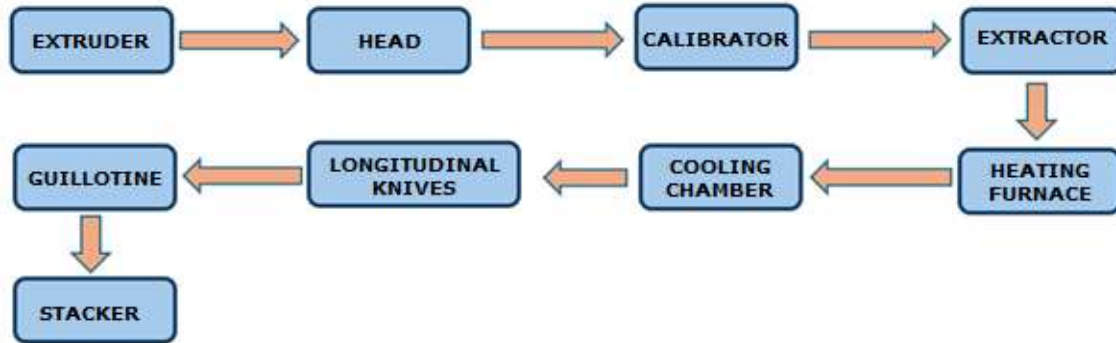 EXTRUDER
HEAD
CALIBRATOR
EXTRACTOR
HEATING
FURNACE
COOLING
CHAMBER
LONGITUDINAL
KNIVES
GUILLOTINE
STACKER